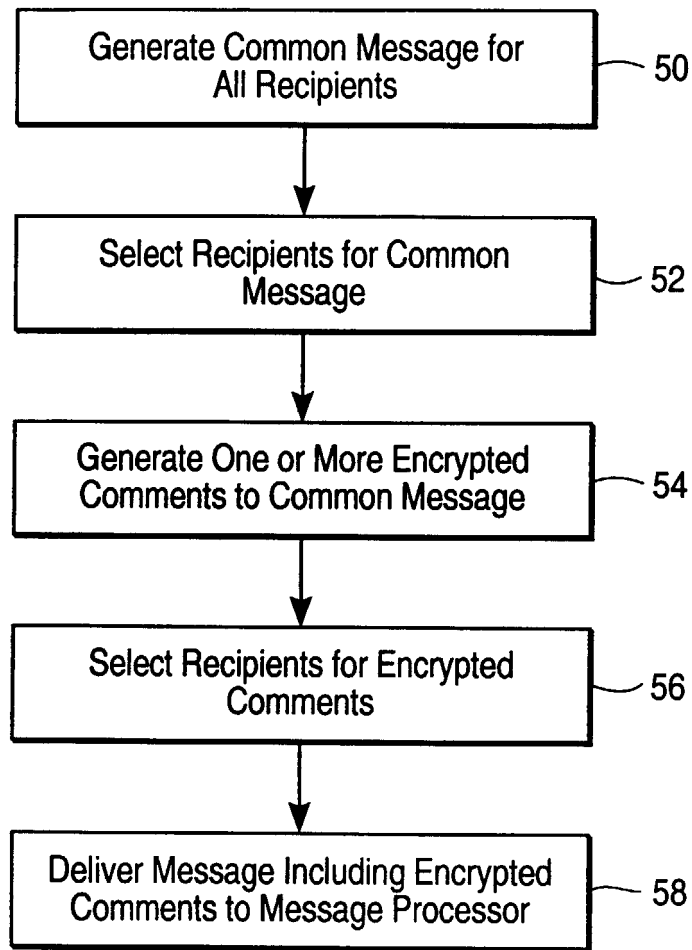 Generate Common Message for
All Recipients
50
Select Recipients for Common
Message
52
Generate One or More Encrypted
Comments to Common Message
54
Select Recipients for Encrypted
Comments
56
Deliver Message Including Encrypted
Comments to Message Processor
58